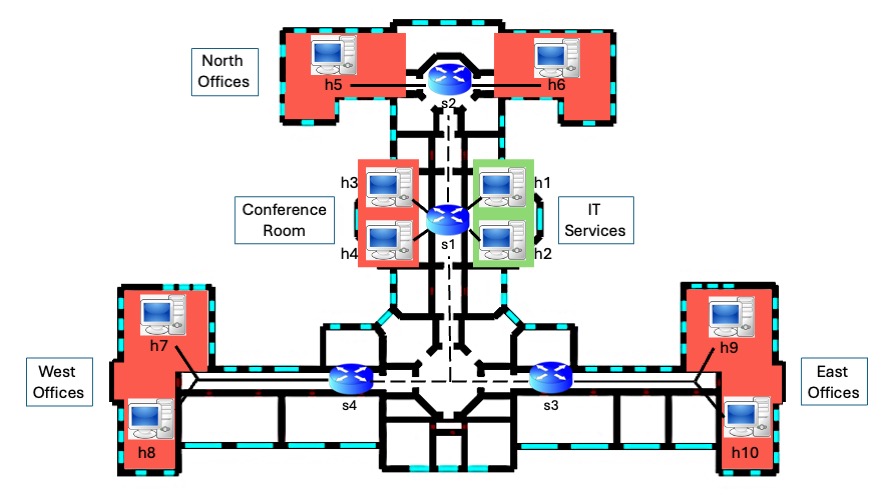 North
Offices
h5
h6
s2
h3
h1
Conference
Room
IT
Services
s1
h4
h2
h7
h9
West
Offices
East
Offices
s4
s3
h8
h10